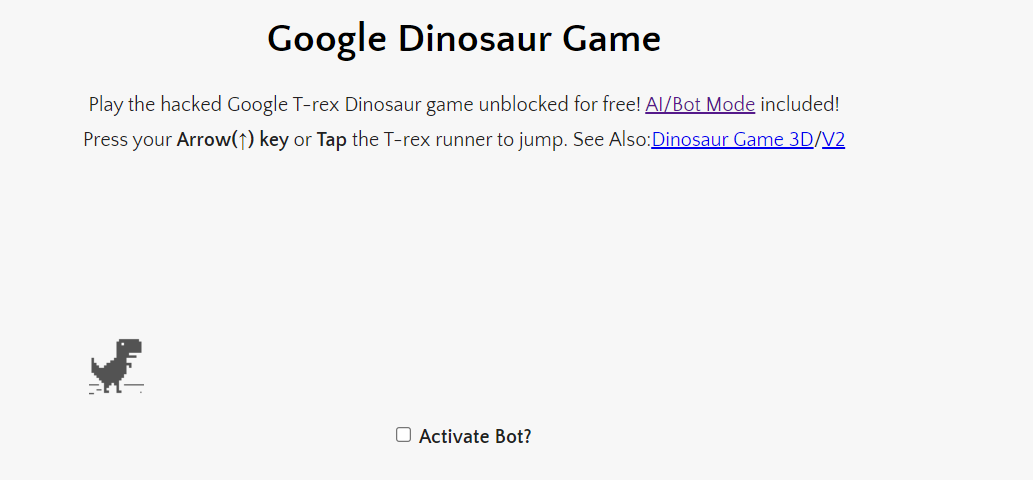 Google Dinosaur Game
Play the hacked Google T-rex Dinosaur game unblocked for free! AI/Bot Mode included!
Press your Arrow(↑) key or Tap the T-rex runner to jump. See Also:Dinosaur Game 3D/V2
Activate Bot?